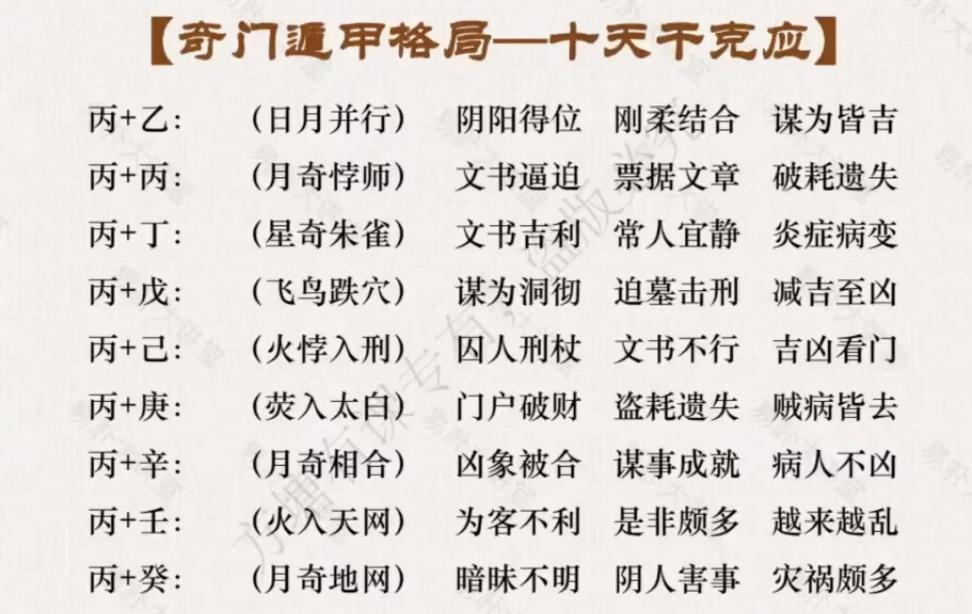 【奇门遁甲格局—十天干克应】
丙+乙： （日月并行） 阴阳得位 刚柔结合 谋为皆吉
丙+丙： （月奇悖师） 文书逼迫 票据文章 破耗遗失
丙+丁： （星奇朱雀） 文书吉利 常人宜静 炎症病变
丙+戊： （飞鸟跌穴） 谋为洞彻 迫墓击刑 减吉至凶
丙+己： （火悖入刑） 囚人刑杖 文书不行 吉凶看门
丙+庚： （荧入太白） 门户破财 盗耗遗失 贼病皆去
丙+辛： （月奇相合） 凶象被合 谋事成就 病人不凶
丙+壬： （火入天网） 为客不利 是非颇多 越来越乱
丙+癸： （月奇地网） 暗昧不明 阴人害事 灾祸颇多